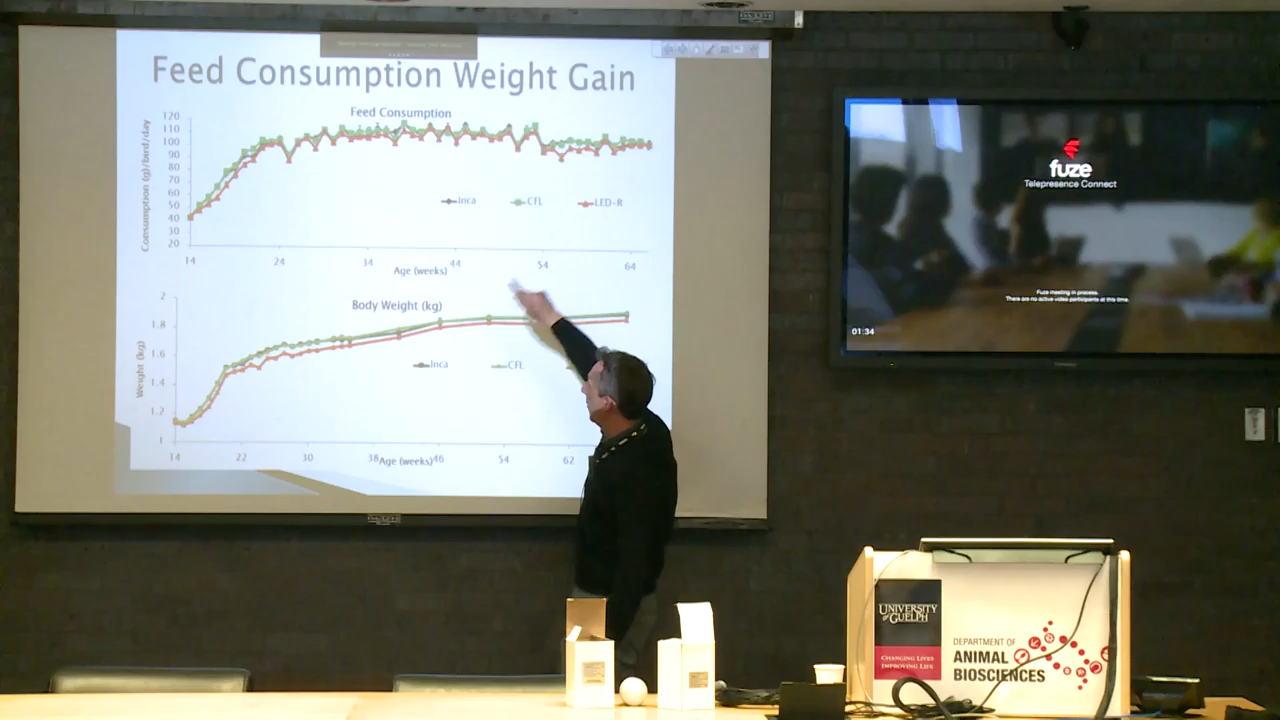 Feed Consumption Weight Gain
Feed Consumption
Consumption (g)/bird/day
120
110
100
90
80
70
60
50
40
30
20
Inca
CFL
LED-R
14
24
34
44
54
64
Age (weeks)
Body Weight (kg)
Weight (kg)
2
1.8
1.6
1.4
1.2
1
Inca
CFL
14
22
30
38
46
54
62
Age (weeks)
fuze
Telepresence Connect
Fuze meeting in process.
There are no active video participants at this time.
01:34
UNIVERSITY
of GUELPH
CHANGING LIVES
IMPROVING LIFE
DEPARTMENT OF
ANIMAL
BIOSCIENCES